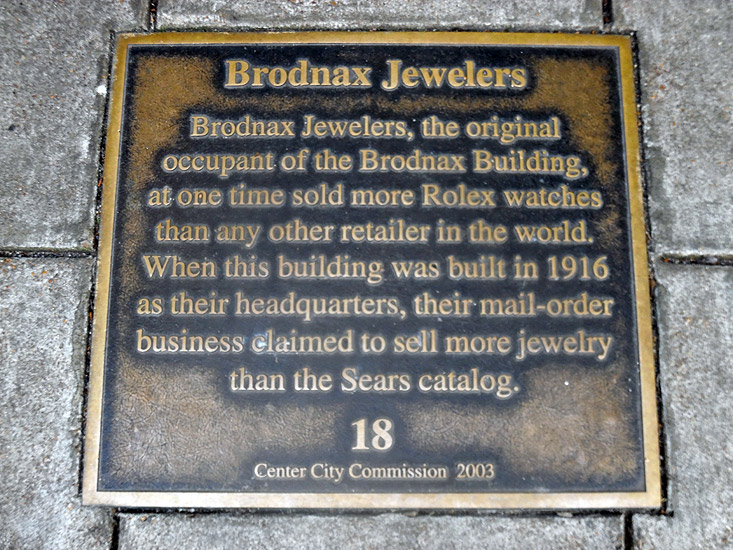 Brodnax Jewelers
Brodnax Jewelers, the original
occupant of the Brodnax Building,
at one time sold more Rolex watches
than any other retailer in the world.
When this building was built in 1916
as their headquarters, their mail-order
business claimed to sell more jewelry
than the Sears catalog.
18
Center City Commission 2003